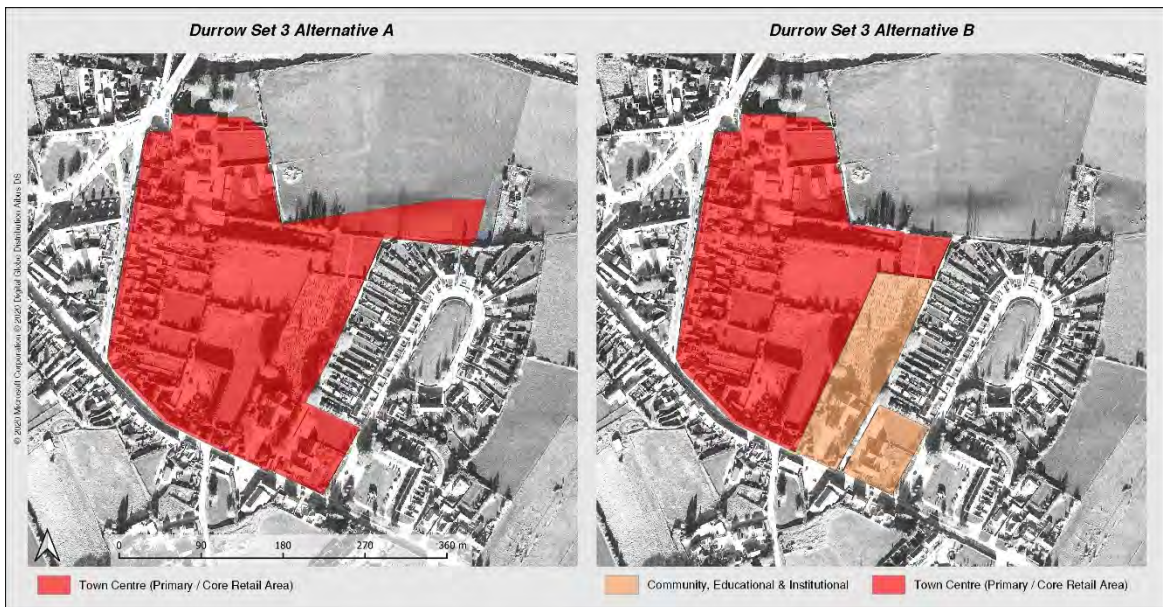 Durrow Set 3 Alternative A
Durrow Set 3 Alternative B
© 2020 Microsoft Corporation © 2020 Digital Globe Distribution Airbus DS
0 90 180 270 360 m
Town Centre (Primary / Core Retail Area)
Community, Educational & Institutional
Town Centre (Primary / Core Retail Area)